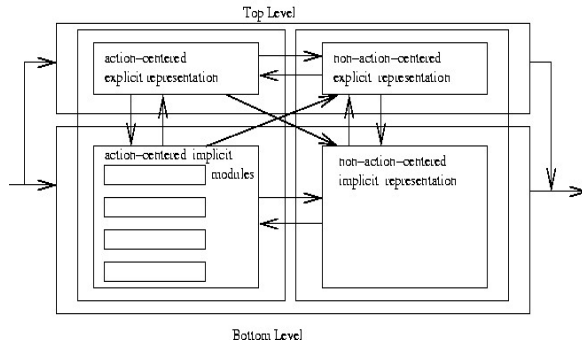 Top Level
action-centered
explicit representation
non-action-centered
explicit representation
action-centered implicit
modules
non-action-centered
implicit representation
Bottom Level